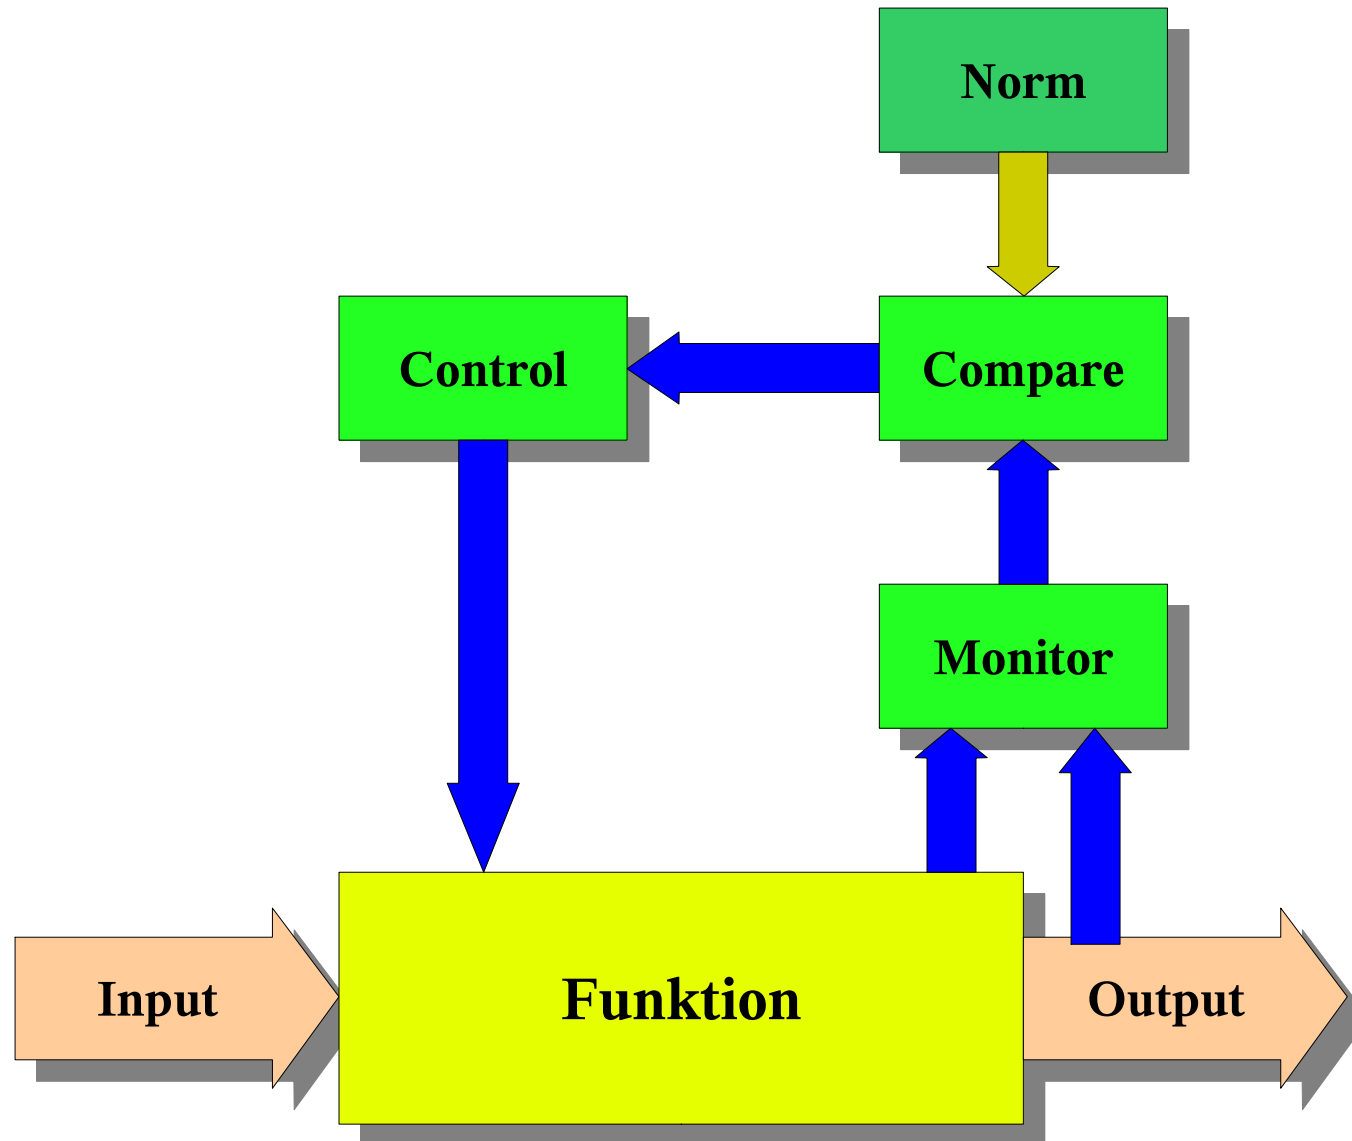 Norm
Control
Compare
Monitor
Input
Funktion
Output